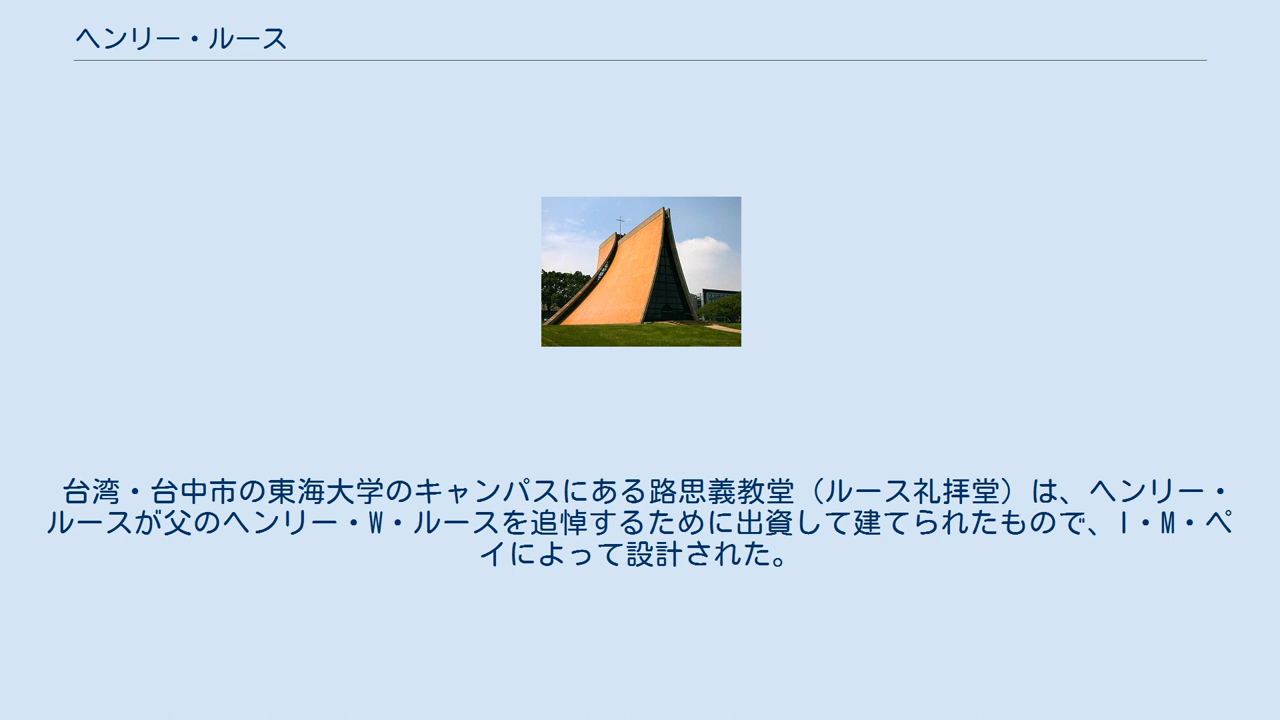 ヘンリー・ルース
台湾・台中市の東海大学のキャンパスにある路思義教堂（ルース礼拝堂）は、ヘンリー・
ルースが父のヘンリー・W・ルースを追悼するために出資して建てられたもので、I・M・ペ
イによって設計された。